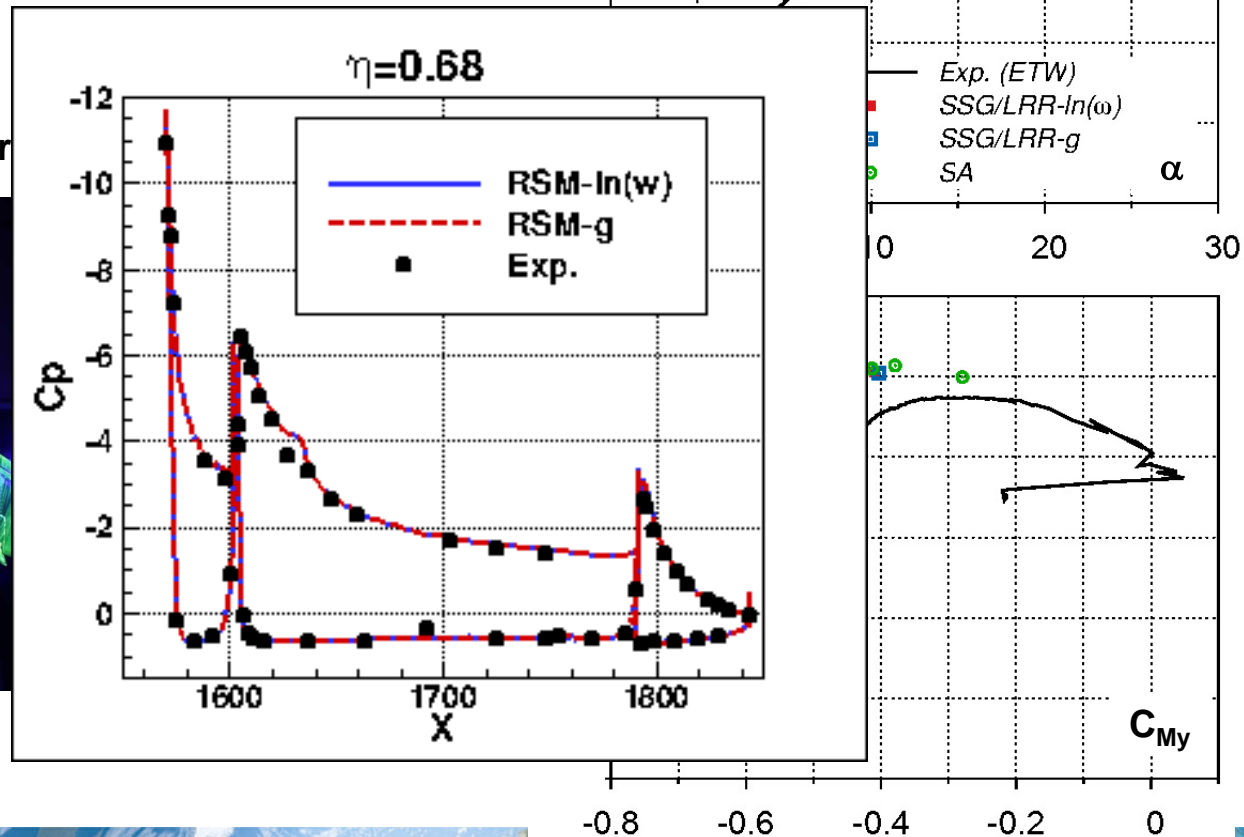 η=0.68
-12
-10
-8
-6
-4
-2
0
Cp
RSM-ln(w)
RSM-g
Exp.
1600
1700
1800
X
r
Exp. (ETW)
SSG/LRR-ln(ω)
SSG/LRR-g
SA
α
0
20
30
C_My
-0.8
-0.6
-0.4
-0.2
0